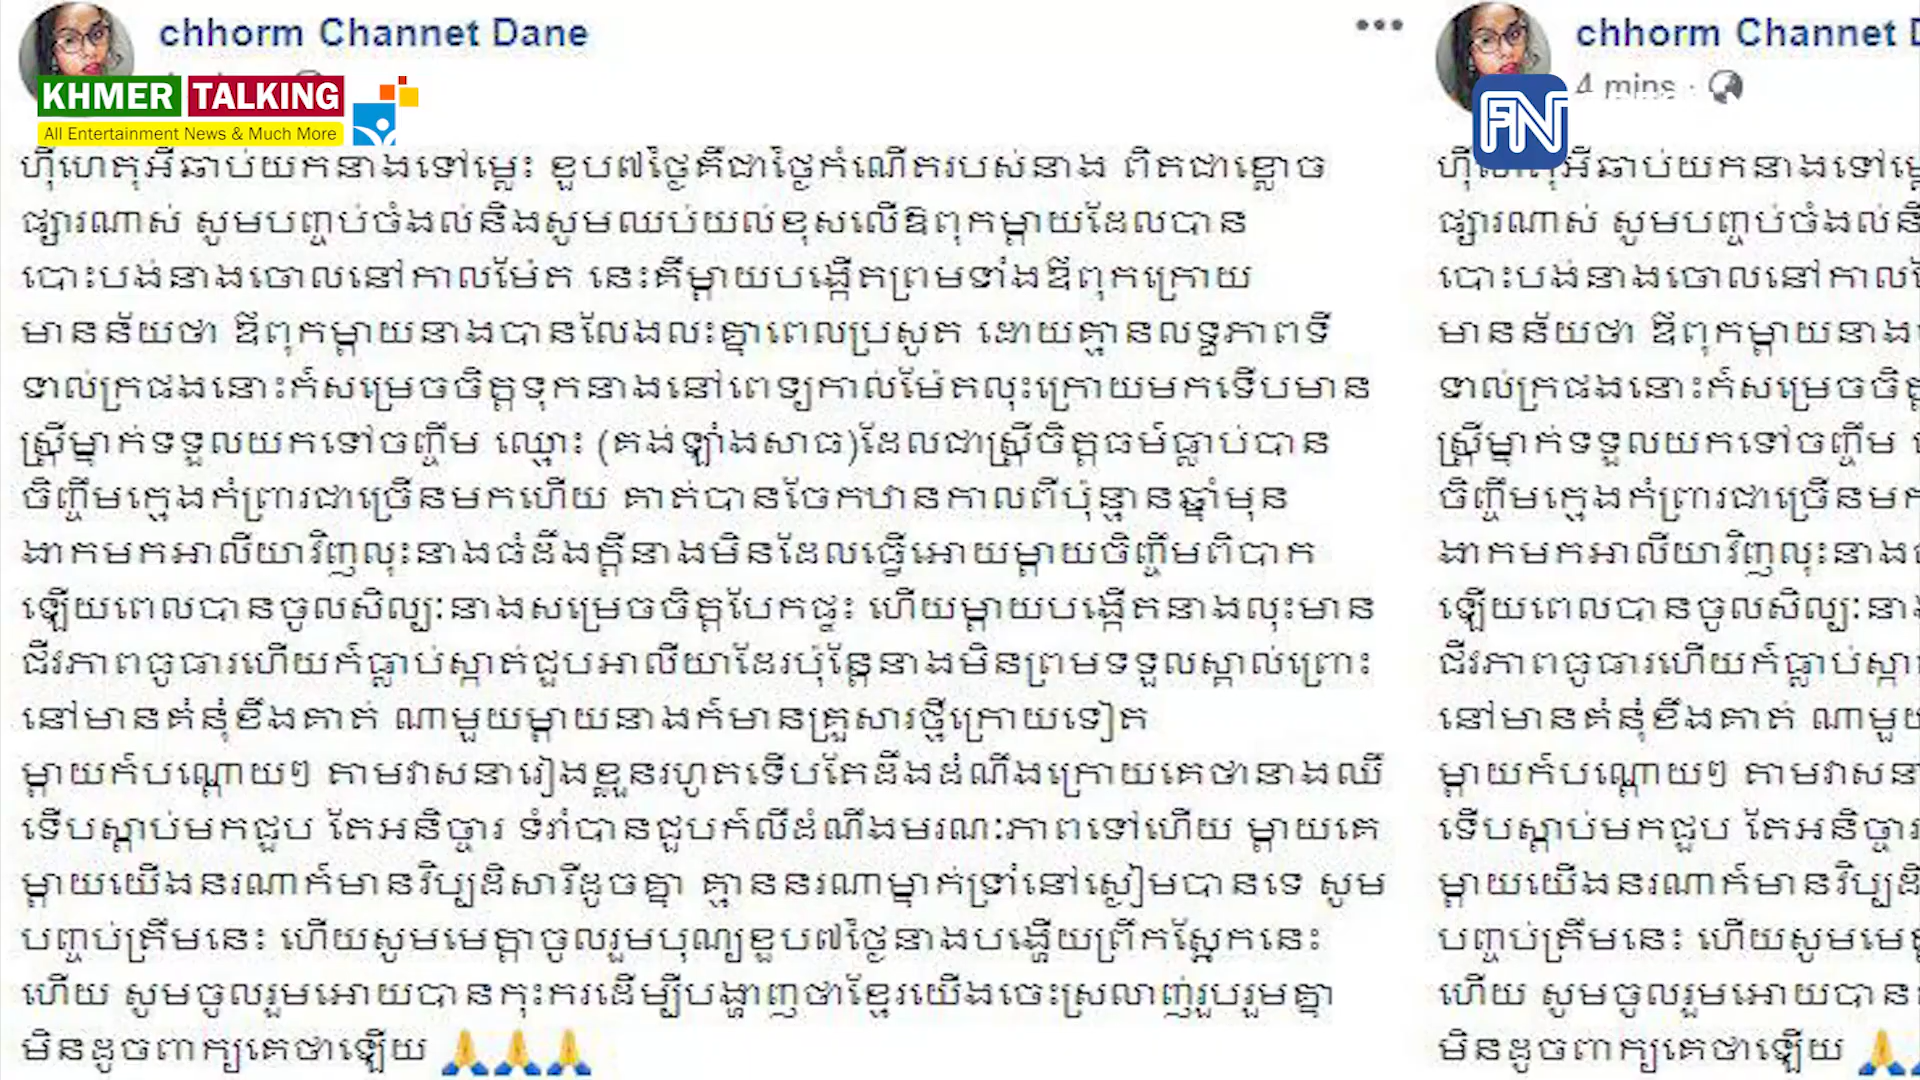 chhorm Channet Dane
KHMER TALKING
All Entertainment News & Much More
ហ៊ីហេតុអីឆាប់យកនាងទៅម្លេះ ខួប៧ថ្ងៃគឺជាថ្ងៃកំណើតរបស់នាង ពិតជាខ្លោច
ផ្សារណាស់ សូមបញ្ចប់ចំងល់និងសូមឈប់យល់ខុសលើឱពុកម្តាយដែលបាន
បោះបង់នាងចោលនៅកាលម៉ែត នេះគឺម្តាយបង្កើតព្រមទាំងឪពុកក្រោយ
មានន័យថា ឪពុកម្តាយនាងបានលែងលះគ្នាពេលប្រសូត ដោយគ្មានលទ្ធភាពទី
ទាល់ក្រផងនោះក៏សម្រេចចិត្តទុកនាងនៅពេទ្យកាល់ម៉ែតលុះក្រោយមកទើបមាន
ស្ត្រីម្នាក់ទទួលយកទៅចញ្ចឹម ឈ្មោះ (គង់ឡាំងសាធ)ដែលជាស្ត្រីចិត្តធម៌ធ្លាប់បាន
ចិញ្ចឹមក្មេងកំព្រារជាច្រើនមកហើយ គាត់បានចែកឋានកាលពីប៉ុន្មានឆ្នាំមុន
ងាកមកអាលីយ៉ាវិញលុះនាងធំដឹងក្តីនាងមិនដែលធ្វើអោយម្តាយចិញ្ចឹមពិបាក
ឡើយពេលបានចូលសិល្បៈនាងសម្រេចចិត្តបែកផ្ទះ ហើយម្តាយបង្កើតនាងលុះមាន
ជីវភាពធូធារហើយក៏ធ្លាប់ស្កាត់ជួបអាលីយ៉ាដែរប៉ុន្តែនាងមិនព្រមទទួលស្គាល់ព្រោះ
នៅមានគំនុំខឹងគាត់ ណាមួយម្តាយនាងក៍មានគ្រួសារថ្មីក្រោយទៀត
ម្តាយក៍បណ្តោយៗ តាមវាសនារៀងខ្លួនរហូតទើបតែដឹងដំណឹងក្រោយគេថានាងឈឺ
ទើបស្តាប់មកជួប តែអនិច្ចារ ទំរាំបានជួបក៍លឺដំណឹងមរណៈភាពទៅហើយ ម្តាយគេ
ម្តាយយើងនរណាក៍មានវិប្បដិសារីដូចគ្នា គ្មាននរណាម្នាក់ទ្រាំនៅស្ងៀមបានទេ សូម
បញ្ចប់ត្រឹមនេះ ហើយសូមមេត្តាចូលរួមបុណ្យខួប៧ថ្ងៃនាងបង្ហើយព្រឹកស្អែកនេះ
ហើយ សូមចូលរួមអោយបានកុះករដើម្បីបង្ហាញថាខ្មែរយើងចេះស្រលាញ់រួបរួមគ្នា
មិនដូចពាក្យគេថាឡើយ 🙏🙏🙏
chhorm Channet
4 mins
FN